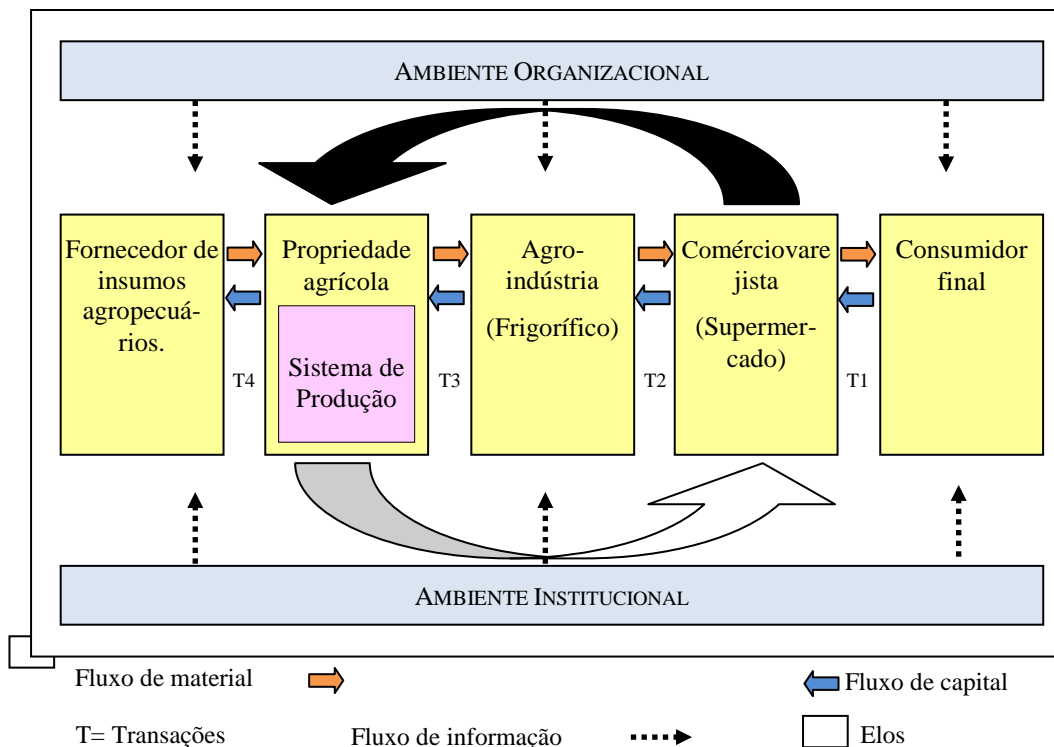 AMBIENTE ORGANIZACIONAL
Fornecedor de
insumos
agropecuá-
rios.
T4
Propriedade
agrícola
Sistema de
Produção
T3
Agro-
indústria
(Frigorífico)
T2
Comérciovare
jista
(Supermer-
cado)
T1
Consumidor
final
AMBIENTE INSTITUCIONAL
Fluxo de material
Fluxo de capital
T= Transações
Fluxo de informação
Elos